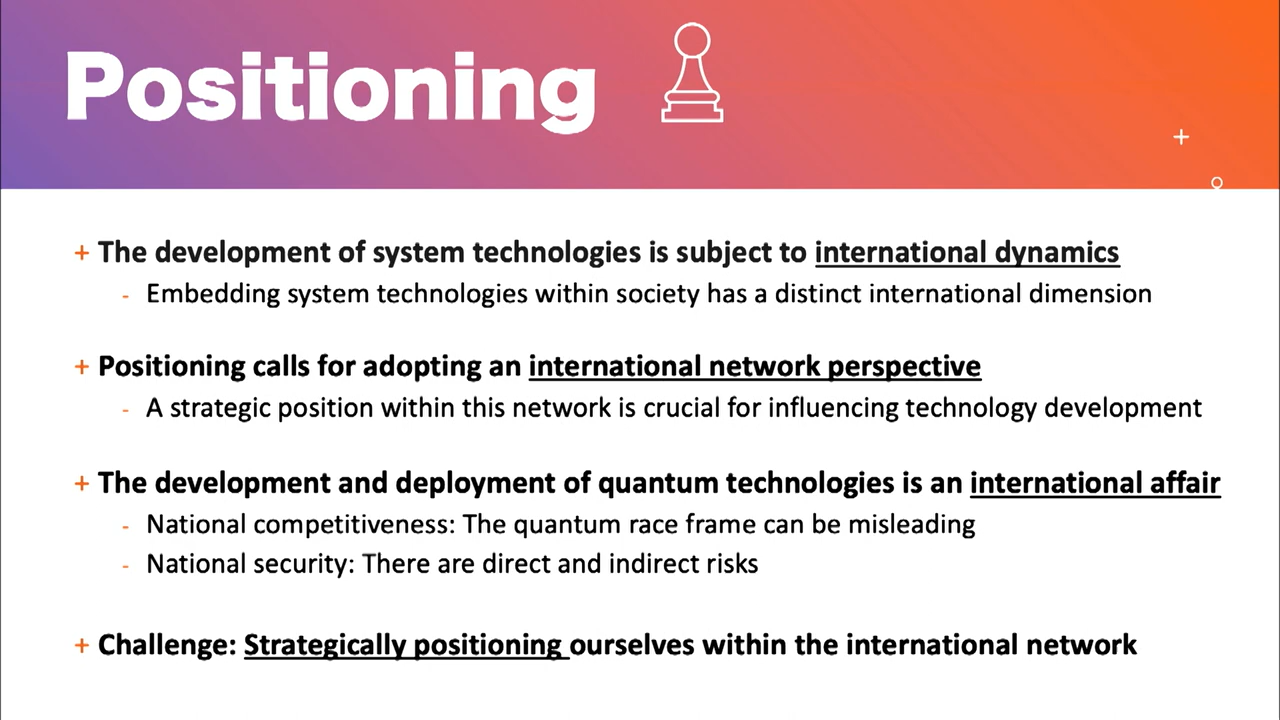 Positioning
+ The development of system technologies is subject to international dynamics
- Embedding system technologies within society has a distinct international dimension
+ Positioning calls for adopting an international network perspective
- A strategic position within this network is crucial for influencing technology development
+ The development and deployment of quantum technologies is an international affair
- National competitiveness: The quantum race frame can be misleading
- National security: There are direct and indirect risks
+ Challenge: Strategically positioning ourselves within the international network